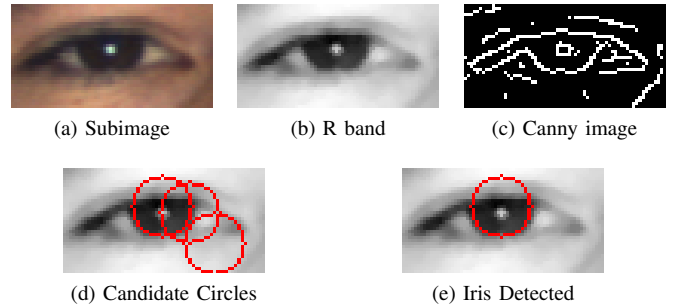 (a) Subimage
(b) R band
(c) Canny image
(d) Candidate Circles
(e) Iris Detected